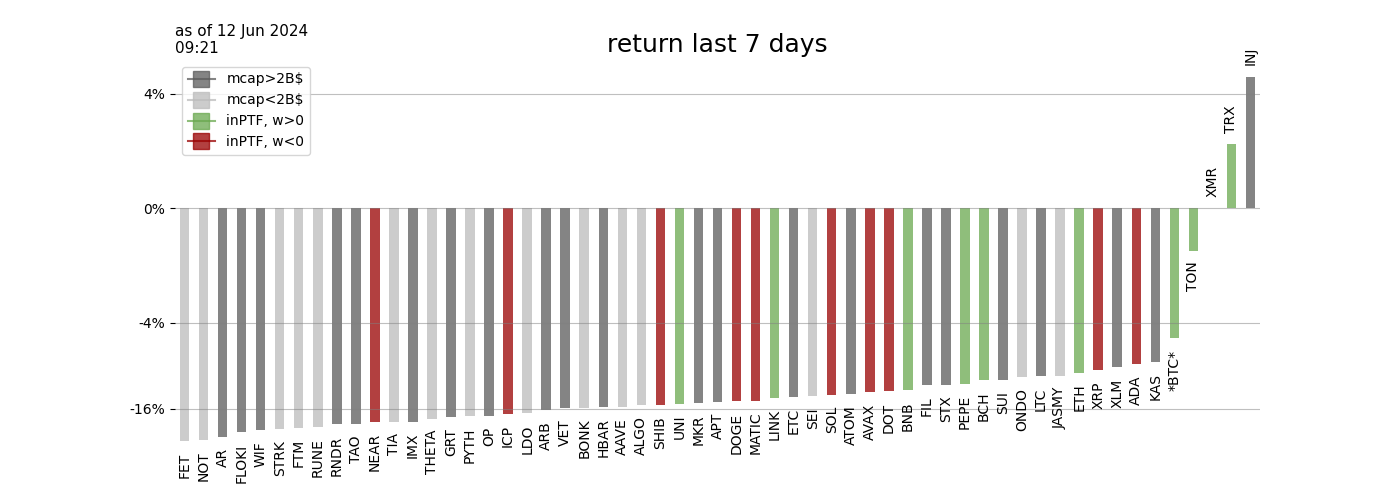 as of 12 Jun 2024
09:21
return last 7 days
mcap>2B$
mcap<2B$
inPTF, w>0
inPTF, w<0
4%
0%
-4%
-16%
FET
NOT
AR
FLOKI
WIF
STRK
FTM
RUNE
RNDR
TAO
NEAR
TIA
IMX
THETA
GRT
PYTH
OP
ICP
LDO
ARB
VET
BONK
HBAR
AAVE
ALGO
SHIB
UNI
MKR
APT
DOGE
MATIC
LINK
ETC
SEI
SOL
ATOM
AVAX
DOT
BNB
FIL
STX
PEPE
BCH
SUI
ONDO
LTC
JASMY
ETH
XRP
XLM
ADA
KAS
*BTC*
TON
XMR
TRX
INJ